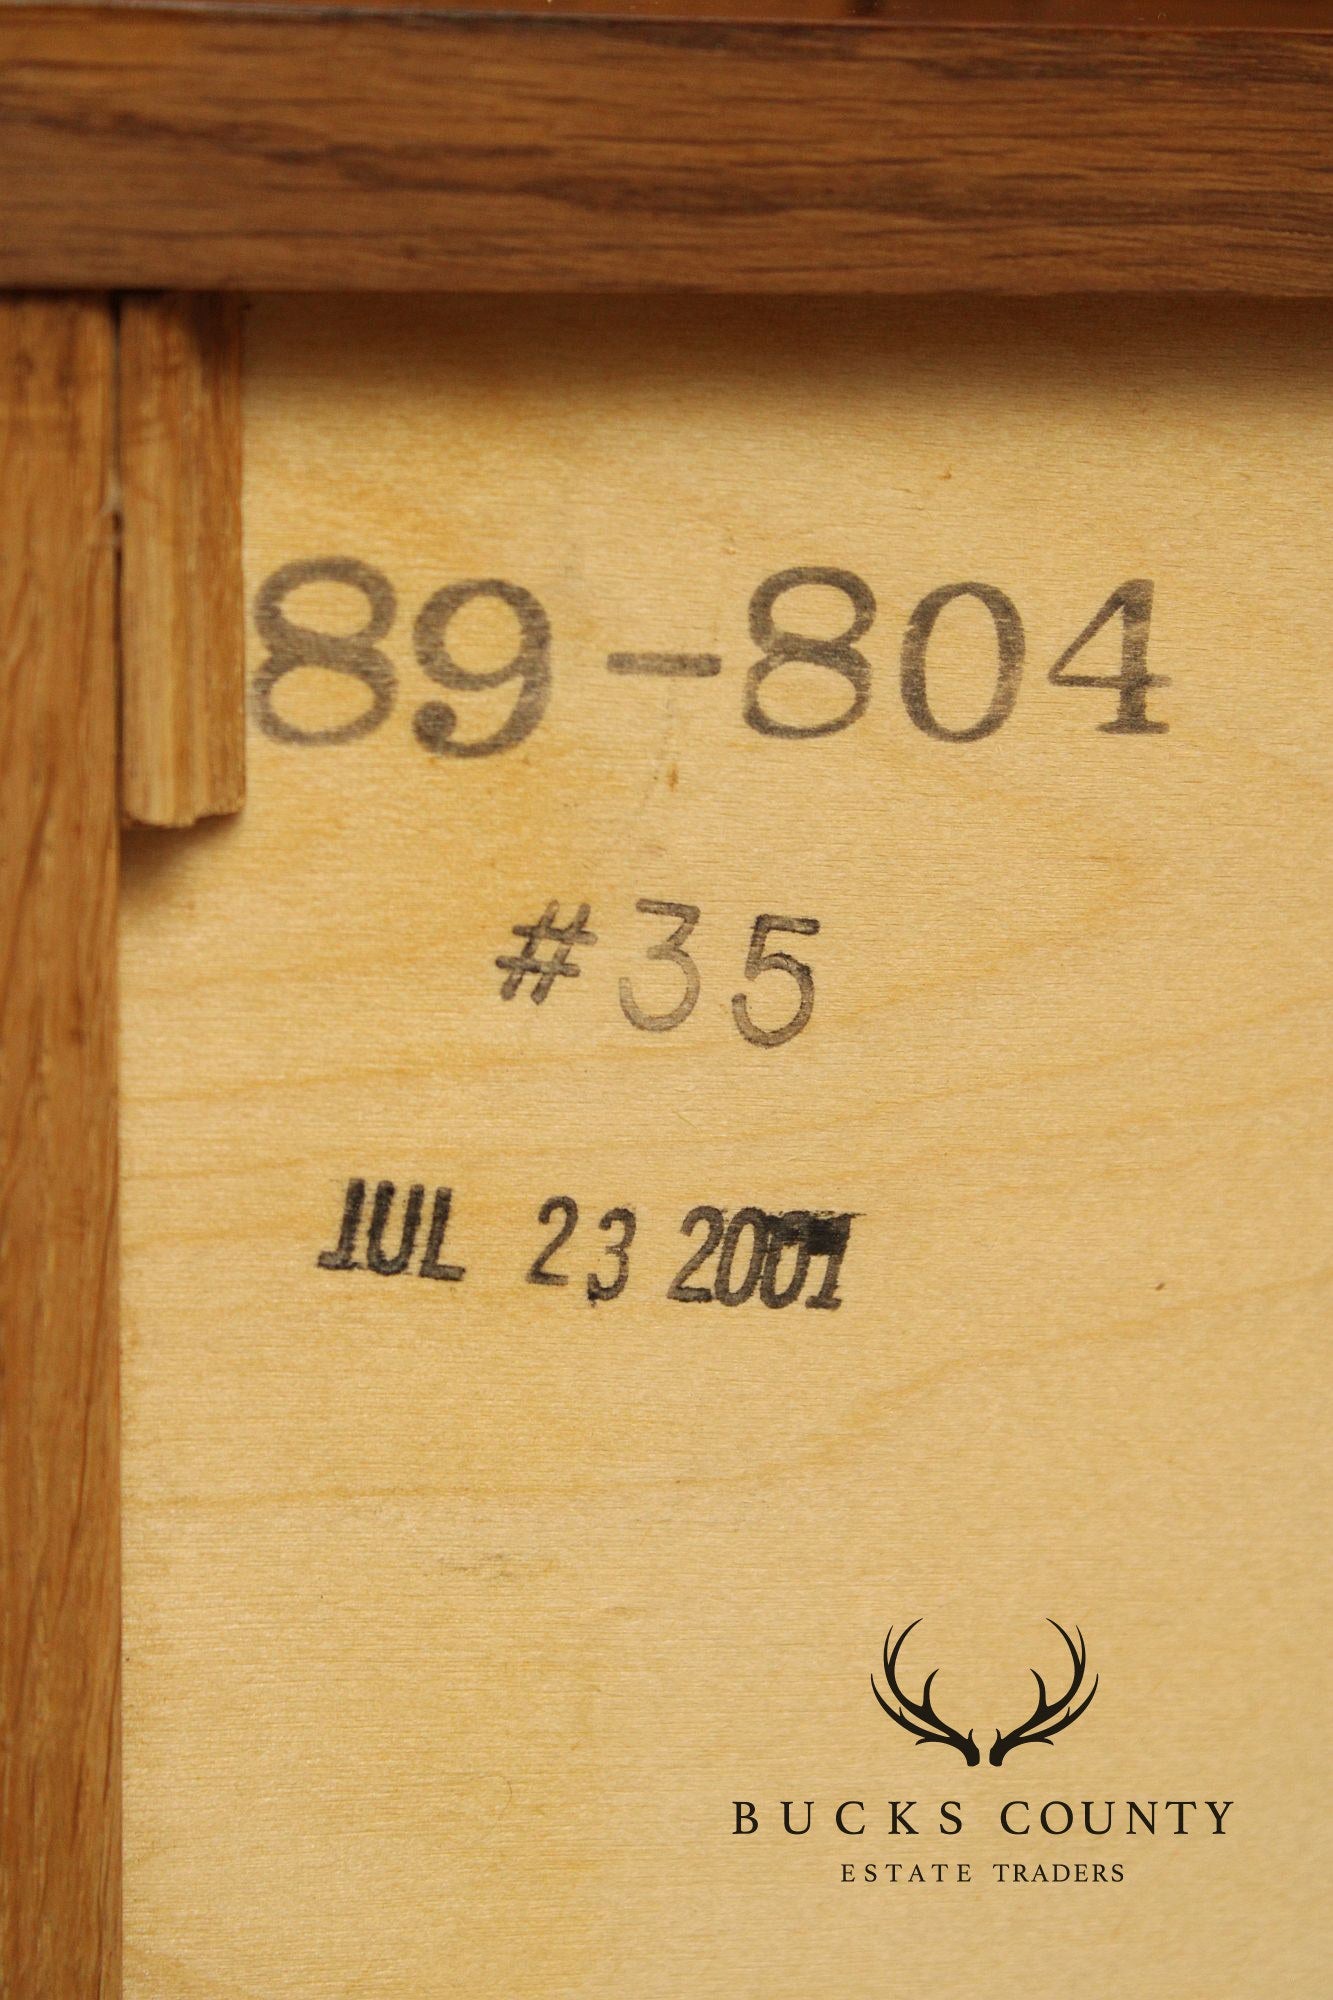 89-804
#35
JUL 23 2001
BUCKS COUNTY
ESTATE TRADERS